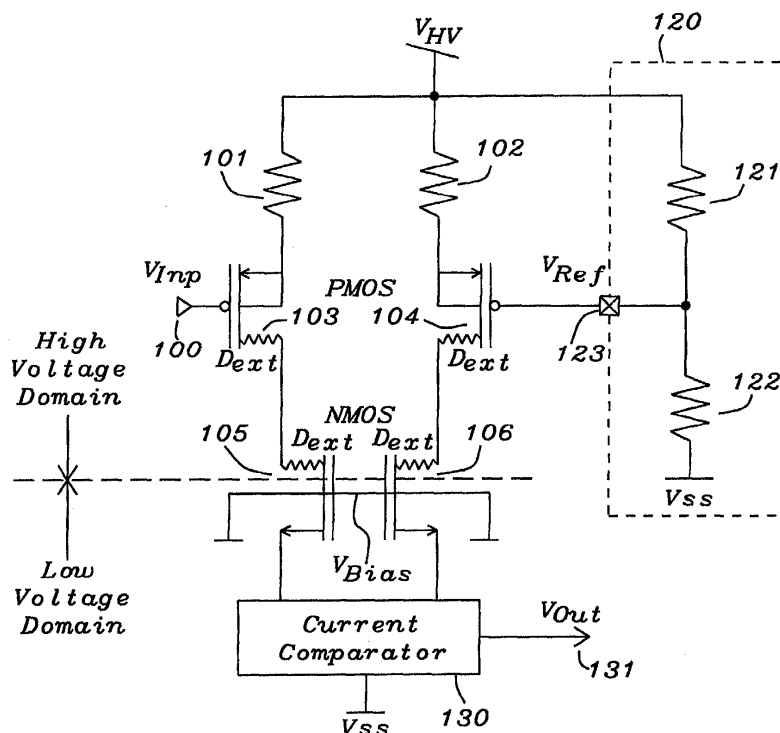 120
V_HV
101
102
121
V_Inp
PMOS
V_Ref
100
103
104
123
D_ext
D_ext
High
Voltage
Domain
122
NMOS
105
D_ext
D_ext
106
Vss
V_Bias
Low
Voltage
Domain
Current
Comparator
V_Out
131
130
Vss